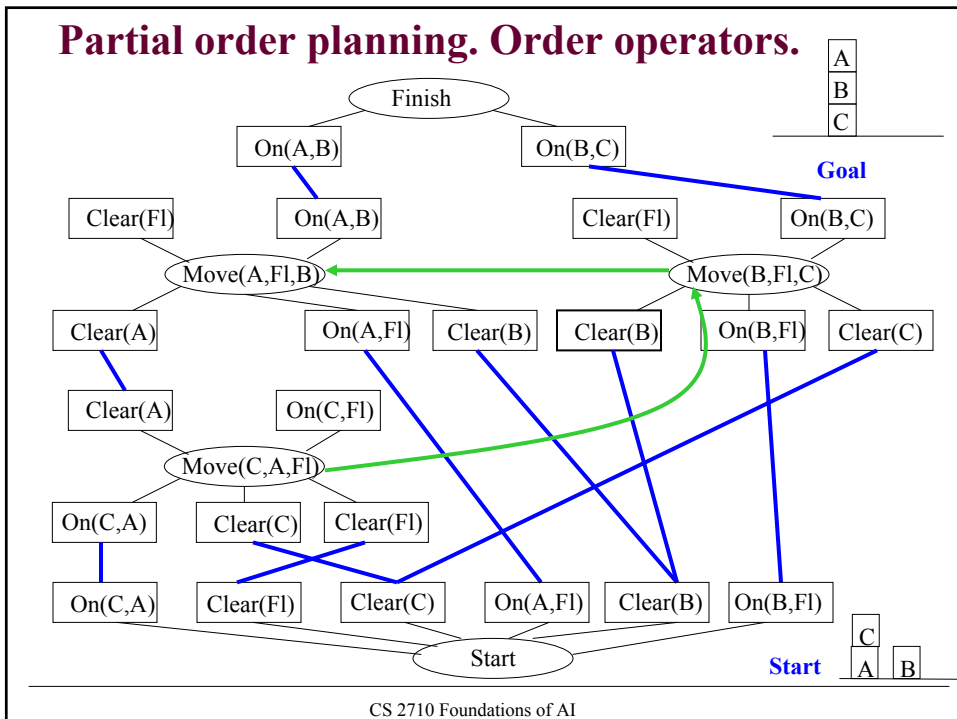 Partial order planning. Order operators.
A
B
C
Finish
On(A,B) On(B,C)
Goal
Clear(Fl) On(A,B) Clear(Fl) On(B,C)
Move(A,Fl,B) Move(B,Fl,C)
Clear(A) On(A,Fl) Clear(B) Clear(B) On(B,Fl) Clear(C)
Clear(A) On(C,Fl)
Move(C,A,Fl)
On(C,A) Clear(C) Clear(Fl)
On(C,A) Clear(Fl) Clear(C) On(A,Fl) Clear(B) On(B,Fl)
C
Start Start A B
CS 2710 Foundations of AI